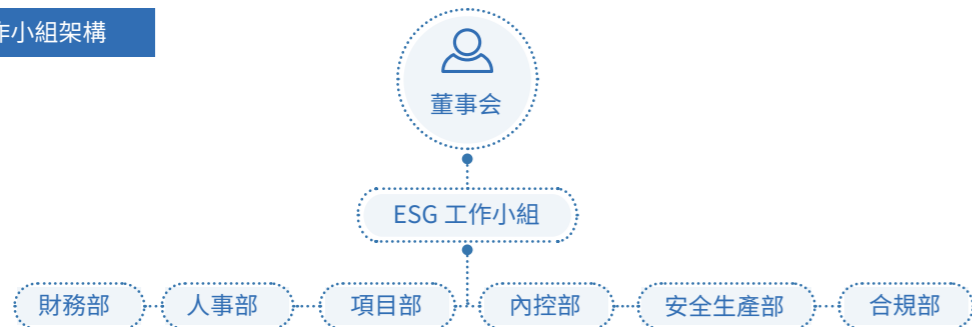 作小組架構
董事会
ESG 工作小組
財務部 人事部 項目部 內控部 安全生產部 合規部